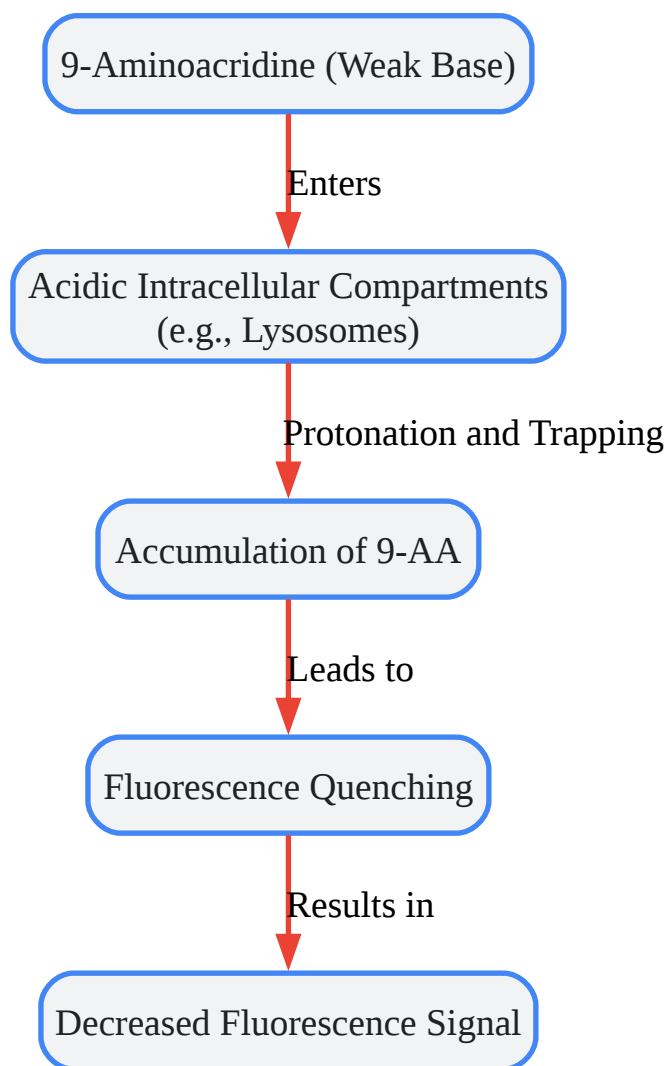 9-Aminoacridine (Weak Base)
Enters
Acidic Intracellular Compartments
(e.g., Lysosomes)
Protonation and Trapping
Accumulation of 9-AA
Leads to
Fluorescence Quenching
Results in
Decreased Fluorescence Signal